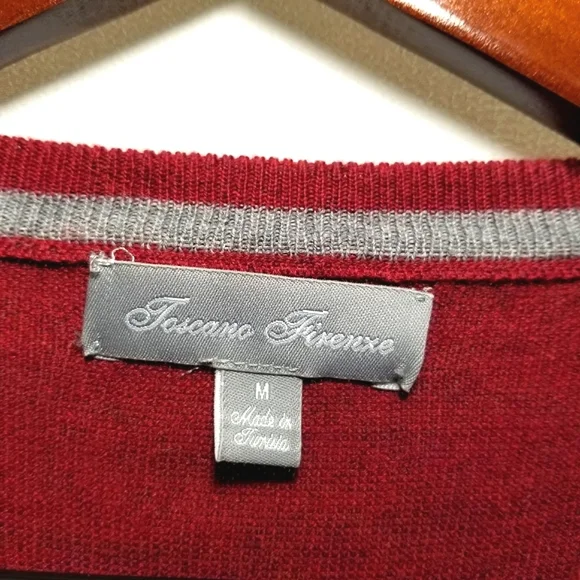 Toscano Firenze
M
Made in
Tunisia